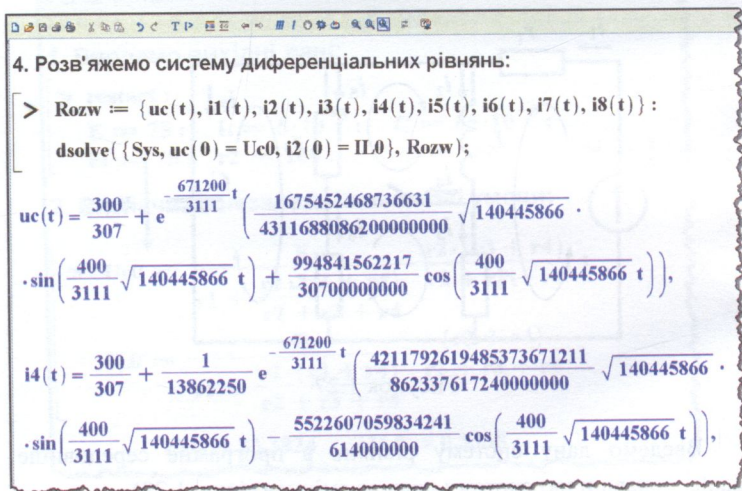 4. Розв'яжемо систему диференціальних рівнянь:
> Rozw := {uc(t), i1(t), i2(t), i3(t), i4(t), i5(t), i6(t), i7(t), i8(t)} :
dsolve( {Sys, uc(0) = Uc0, i2(0) = IL0}, Rozw);
uc(t) = 300/307 + e^(-671200/3111 t) ( 1675452468736631/4311688086200000000 √140445866 ·
·sin( 400/3111 √140445866 t ) + 994841562217/30700000000 cos( 400/3111 √140445866 t ) ),
i4(t) = 300/307 + 1/13862250 e^(-671200/3111 t) ( 4211792619485373671211/862337617240000000 √140445866 ·
·sin( 400/3111 √140445866 t ) - 5522607059834241/614000000 cos( 400/3111 √140445866 t ) ),